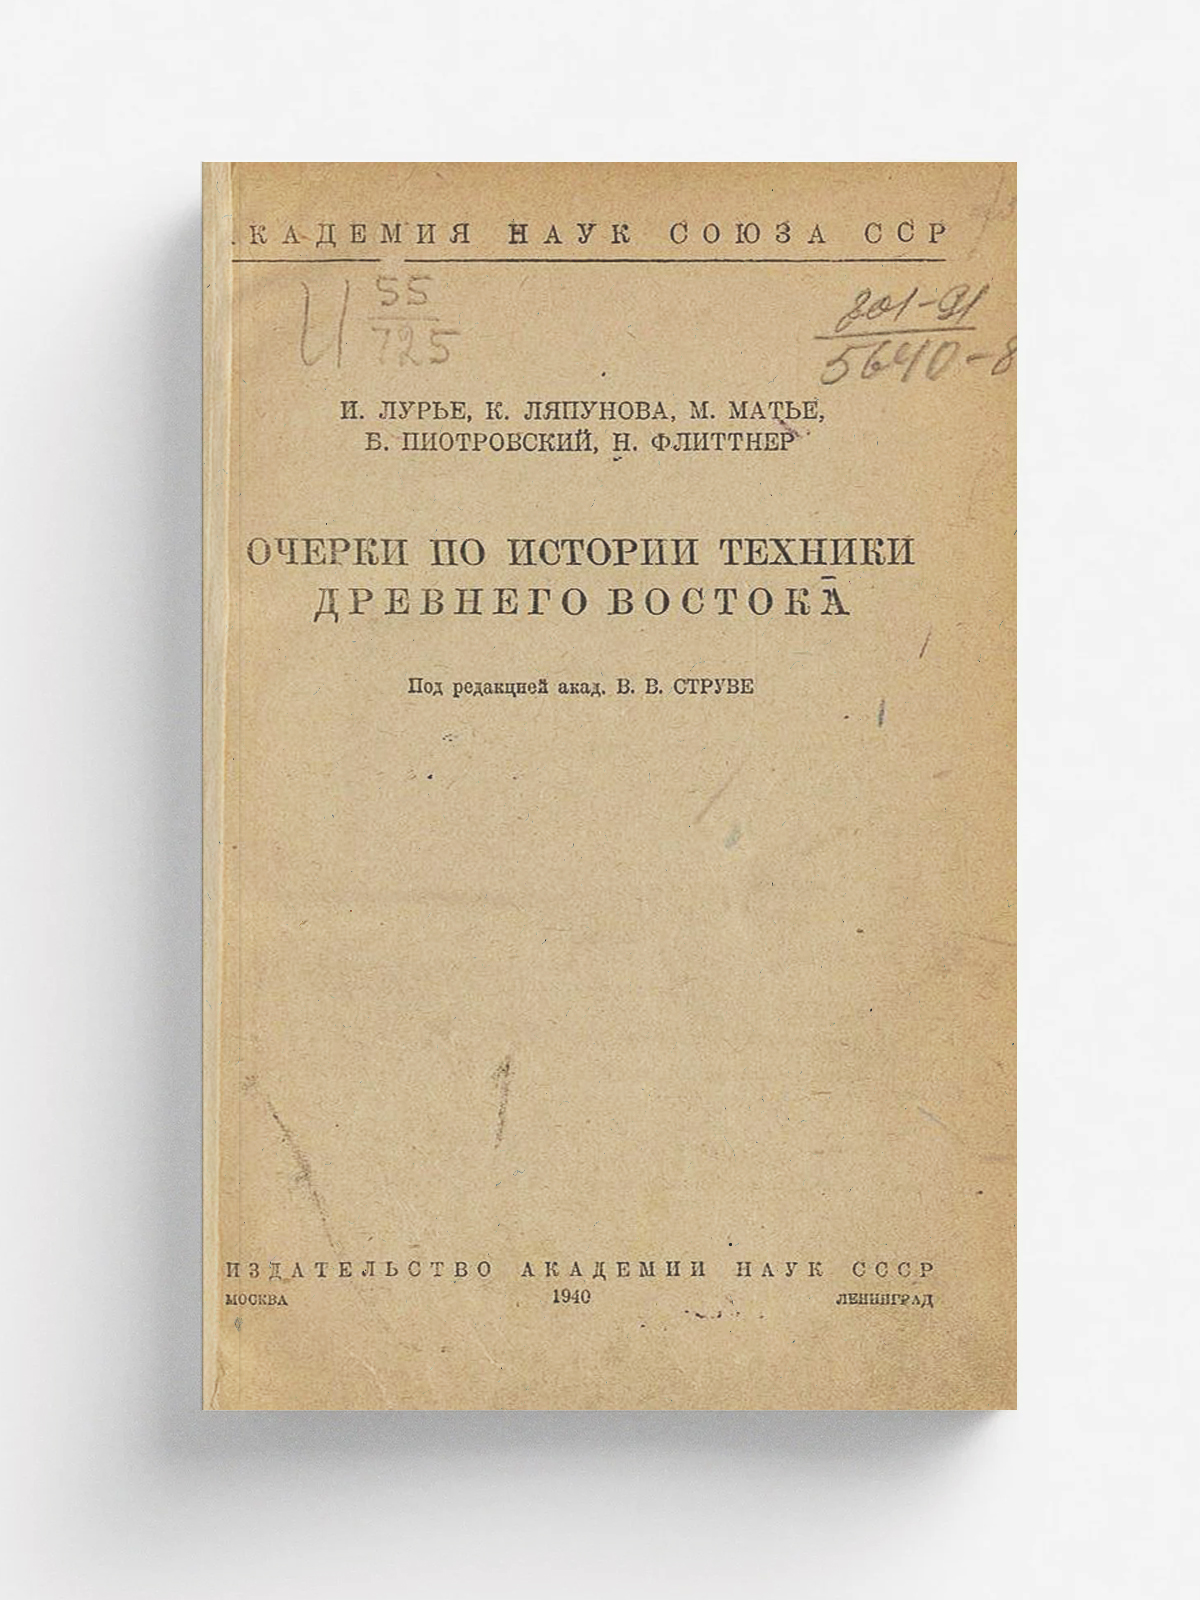 АКАДЕМИЯ НАУК СОЮЗА ССР
55
725
801-91
5640-8
И. ЛУРЬЕ, К. ЛЯПУНОВА, М. МАТЬЕ,
Б. ПИОТРОВСКИЙ, Н. ФЛИТТНЕР
ОЧЕРКИ ПО ИСТОРИИ ТЕХНИКИ
ДРЕВНЕГО ВОСТОКА
Под редакцией акад. В. В. СТРУВЕ
ИЗДАТЕЛЬСТВО АКАДЕМИИ НАУК СССР
МОСКВА 1940 ЛЕНИНГРАД